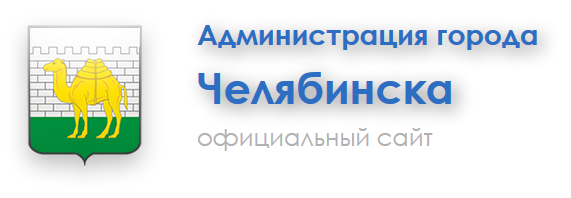 Администрация города
Челябинска
официальный сайт